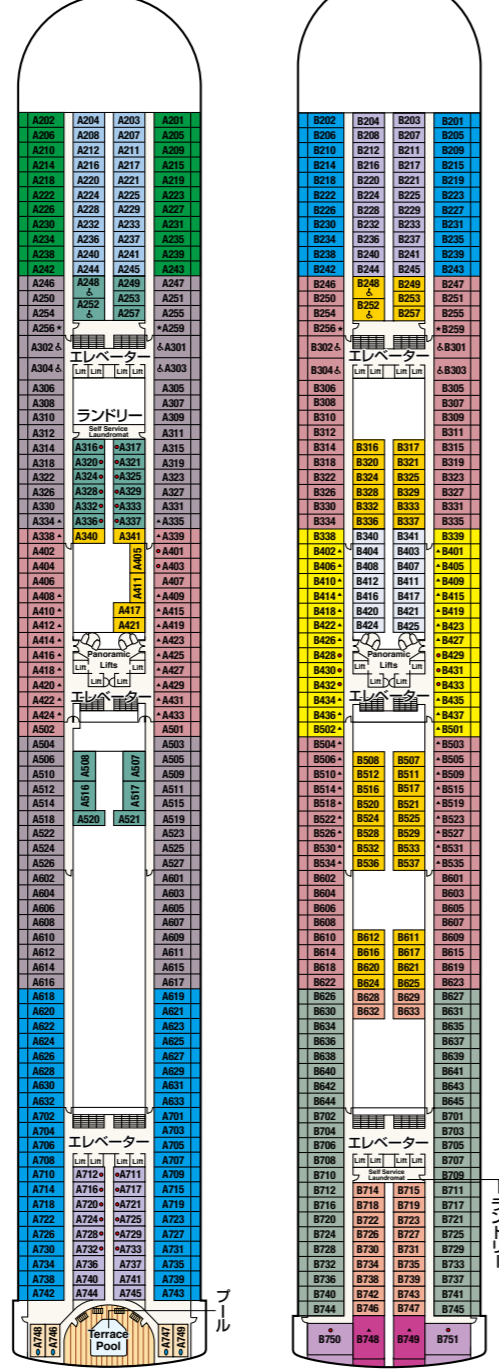 A202 A204 A203 A201
A206 A208 A207 A205
A210 A212 A211 A209
A214 A216 A217 A215
A218 A220 A221 A219
A222 A224 A225 A223
A226 A228 A229 A227
A230 A232 A233 A231
A234 A236 A237 A235
A238 A240 A241 A239
A242 A244 A245 A243
A246 A248 A249 A247
A250 A252 A253 A251
A254 A257 A255
A256★ ★A259
A302 エレベーター A301
A304 Lift Lift Lift Lift A303
A306 A305
A308 ランドリー A307
A310 Self Service A309
A312 Laundromat A311
A314 A316 A317 A315
A318 A320 A321 A319
A322 A324 A325 A323
A326 A328 A329 A327
A330 A332 A333 A331
A334 A336 A337 A335
A338 A340 A341 A339
A402 A405 A401
A404 A403
A406 A411 A407
A408 A409
A410 A417 A415
A412 A421 A419
A414 A423
A416 Panoramic A425
A418 Lift Lifts Lift A427
A420 Lift Lift A429
A422 エレベーター A431
A424 A433
A502 A501
A504 A503
A506 A508 A507 A505
A510 A509
A512 A516 A517 A511
A514 A515
A518 A520 A521 A519
A522 A523
A524 A525
A526 A527
A602 A601
A604 A603
A606 A605
A608 A607
A610 A609
A612 A611
A614 A615
A616 A617
A618 A619
A620 A621
A622 A623
A624 A625
A626 A627
A628 A629
A630 A631
A632 A633
A702 A701
A704 A703
A706 エレベーター A705
A708 Lift Lift Lift Lift A707
A710 A712 A711 A709
A714 A716 A717 A715
A718 A720 A721 A719
A722 A724 A725 A723
A726 A728 A729 A727
A730 A732 A733 A731
A734 A736 A737 A735
A738 A740 A741 A739
A742 A744 A745 A743
A748 A746 Terrace A747 A749
Pool
プール
B202 B204 B203 B201
B206 B208 B207 B205
B210 B212 B211 B209
B214 B216 B217 B215
B218 B220 B221 B219
B222 B224 B225 B223
B226 B228 B229 B227
B230 B232 B233 B231
B234 B236 B237 B235
B238 B240 B241 B239
B242 B244 B245 B243
B246 B248 B249 B247
B250 B252 B253 B251
B254 B257 B255
B256★ ★B259
B302 エレベーター B301
B304 Lift Lift Lift Lift B303
B306 B305
B308 B307
B310 B309
B312 B311
B314 B316 B317 B315
B318 B320 B321 B319
B322 B324 B325 B323
B326 B328 B329 B327
B330 B332 B333 B331
B334 B336 B337 B335
B338 B340 B341 B339
B402 B404 B403 B401
B406 B408 B407 B405
B410 B412 B411 B409
B414 B416 B417 B415
B418 B420 B421 B419
B422 B424 B425 B423
B426 B427
B428 Panoramic B429
B430 Lift Lifts Lift B431
B432 Lift Lift B433
B434 エレベーター B435
B436 B437
B502 B501
B504 B503
B506 B508 B507 B505
B510 B512 B511 B509
B514 B516 B517 B515
B518 B520 B521 B519
B522 B524 B525 B523
B526 B528 B529 B527
B530 B532 B533 B531
B534 B536 B537 B535
B602 B601
B604 B603
B606 B605
B608 B607
B610 B612 B611 B609
B614 B616 B617 B615
B618 B620 B621 B619
B622 B624 B625 B623
B626 B628 B629 B627
B630 B632 B633 B631
B634 B635
B636 B637
B638 B639
B640 B641
B642 B643
B644 B645
B702 B701
B704 B703
B706 エレベーター B705
B708 Lift Lift Lift Lift B707
B710 Self Service Laundromat B709
B712 B714 B715 B711
B716 B718 B719 B717
B720 B722 B723 B721
B724 B726 B727 B725
B728 B730 B731 B729
B732 B734 B735 B733
B736 B738 B739 B737
B740 B742 B743 B741
B744 B746 B747 B745
B750 B748 B749 B751
ランドリー